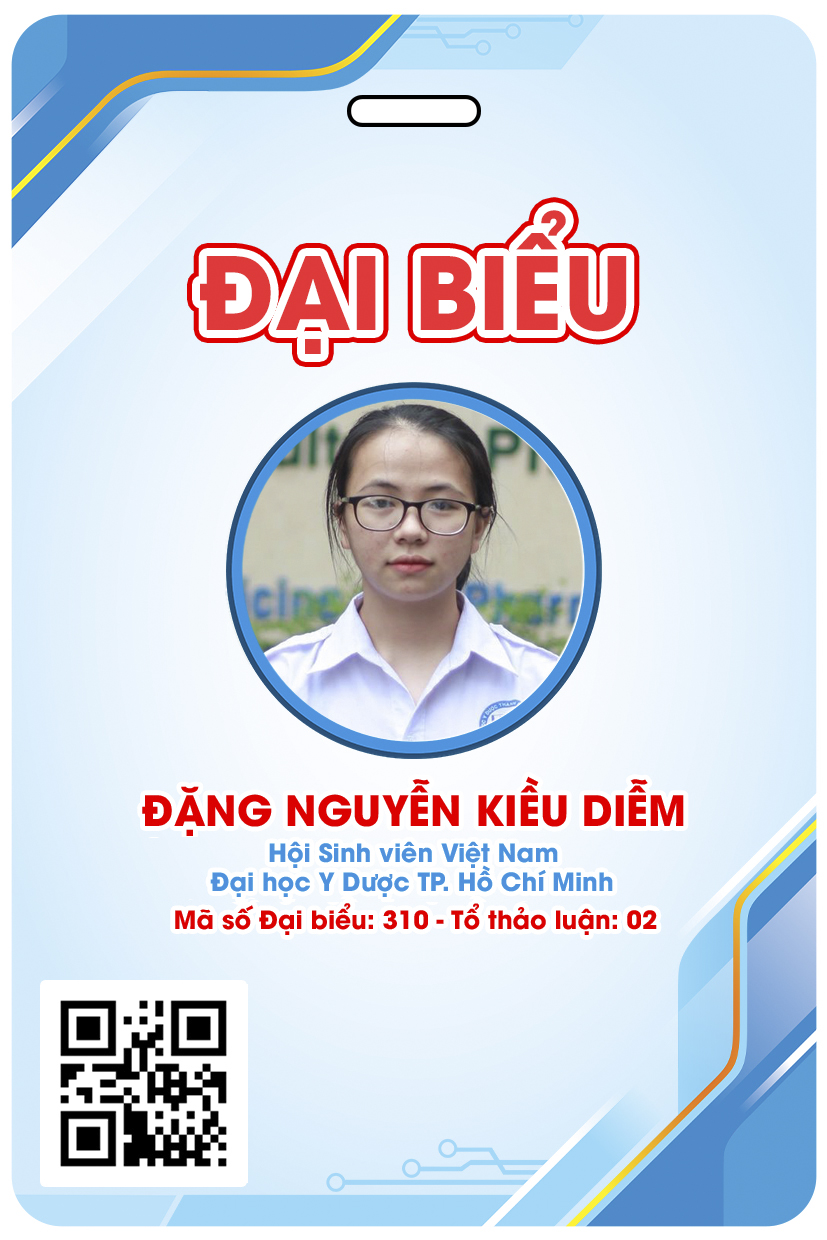 ĐẠI BIỂU
ĐẶNG NGUYỄN KIỀU DIỄM
Hội Sinh viên Việt Nam
Đại học Y Dược TP. Hồ Chí Minh
Mã số Đại biểu: 310 - Tổ thảo luận: 02